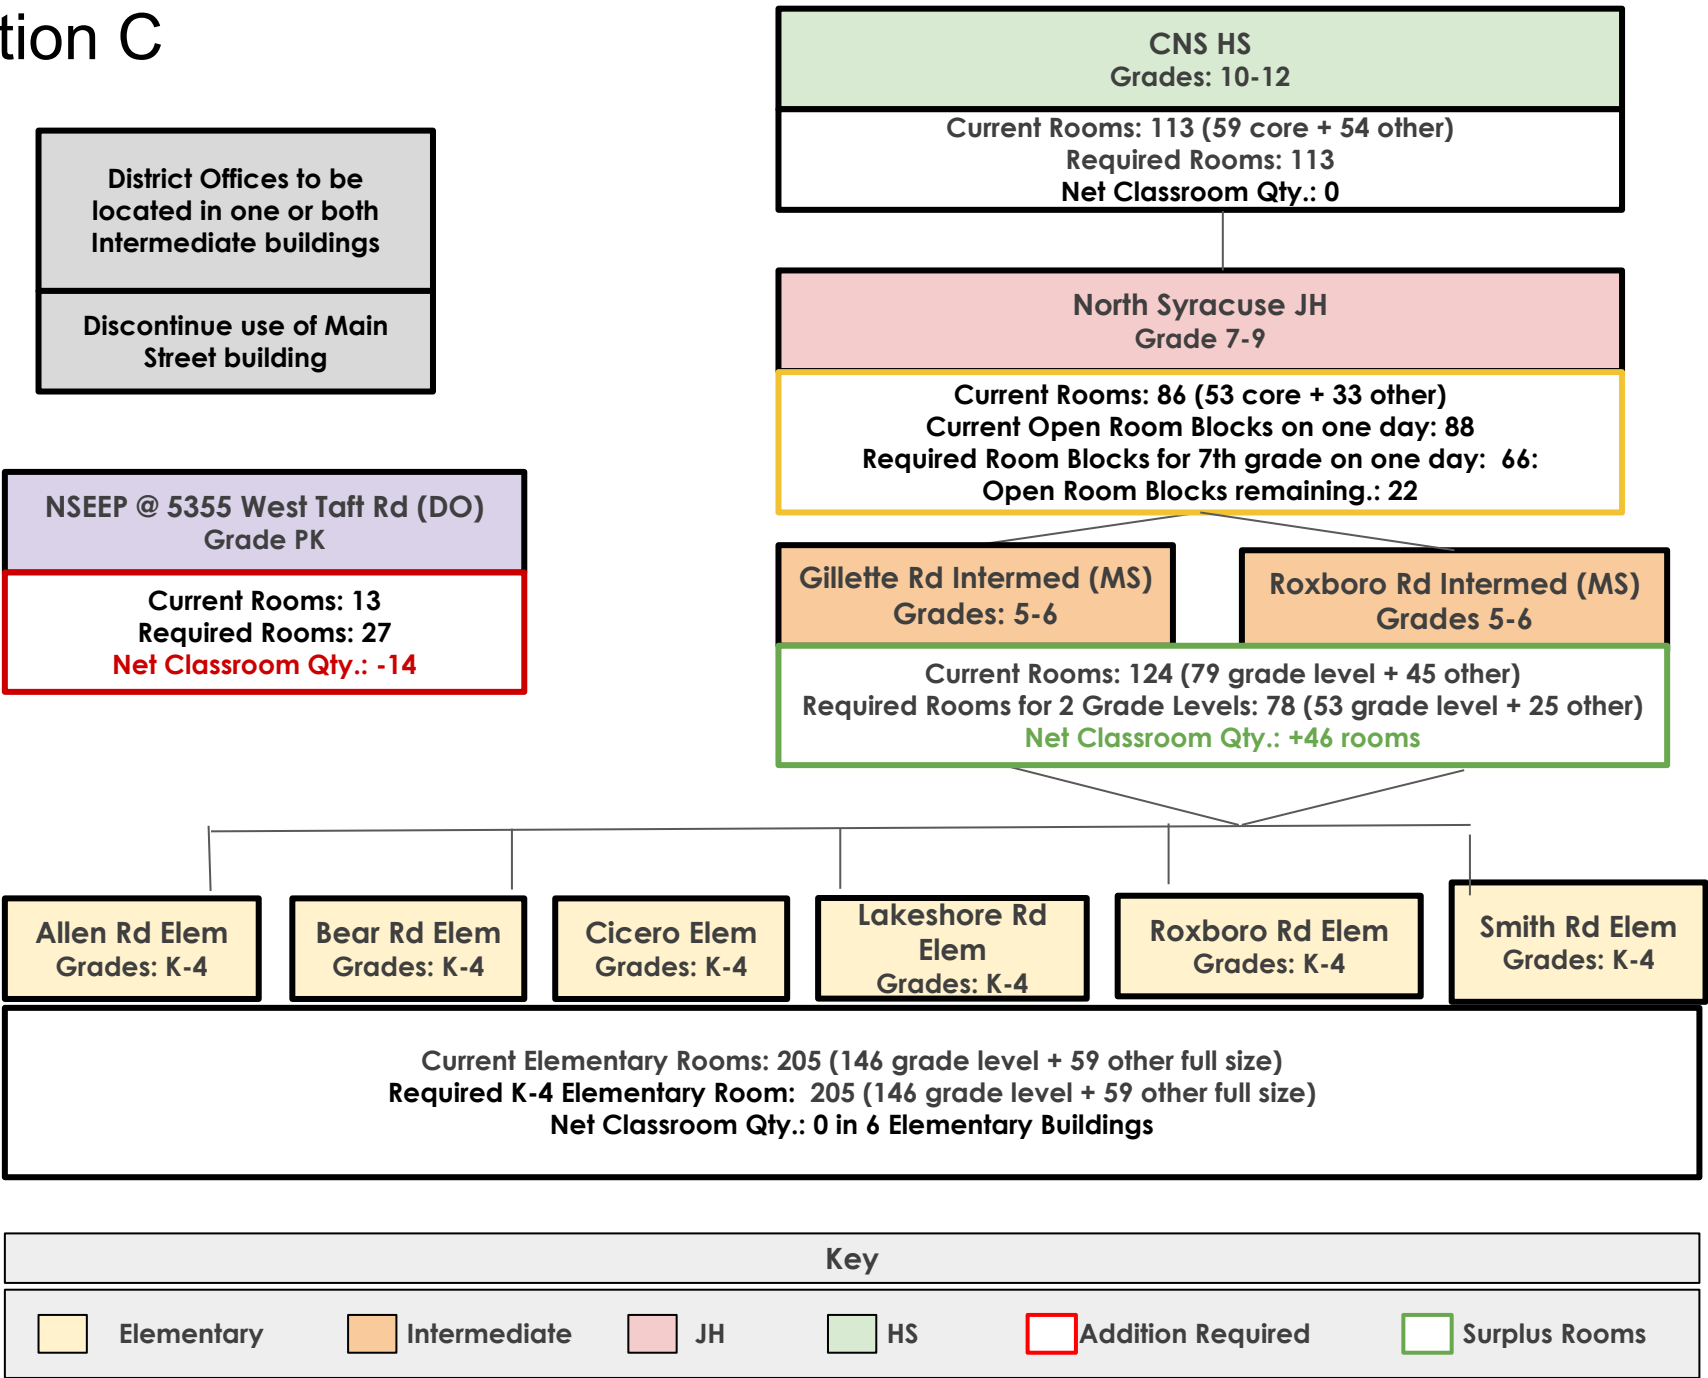 tion C
CNS HS
Grades: 10-12
Current Rooms: 113 (59 core + 54 other)
Required Rooms: 113
Net Classroom Qty.: 0
District Offices to be
located in one or both
Intermediate buildings
Discontinue use of Main
Street building
North Syracuse JH
Grade 7-9
Current Rooms: 86 (53 core + 33 other)
Current Open Room Blocks on one day: 88
Required Room Blocks for 7th grade on one day:  66:
Open Room Blocks remaining.: 22
NSEEP @ 5355 West Taft Rd (DO)
Grade PK
Current Rooms: 13
Required Rooms: 27
Net Classroom Qty.: -14
Gillette Rd Intermed (MS)
Grades: 5-6
Roxboro Rd Intermed (MS)
Grades 5-6
Current Rooms: 124 (79 grade level + 45 other)
Required Rooms for 2 Grade Levels: 78 (53 grade level + 25 other)
Net Classroom Qty.: +46 rooms
Allen Rd Elem
Grades: K-4
Bear Rd Elem
Grades: K-4
Cicero Elem
Grades: K-4
Lakeshore Rd
Elem
Grades: K-4
Roxboro Rd Elem
Grades: K-4
Smith Rd Elem
Grades: K-4
Current Elementary Rooms: 205 (146 grade level + 59 other full size)
Required K-4 Elementary Room:  205 (146 grade level + 59 other full size)
Net Classroom Qty.: 0 in 6 Elementary Buildings
Key
Elementary
Intermediate
JH
HS
Addition Required
Surplus Rooms